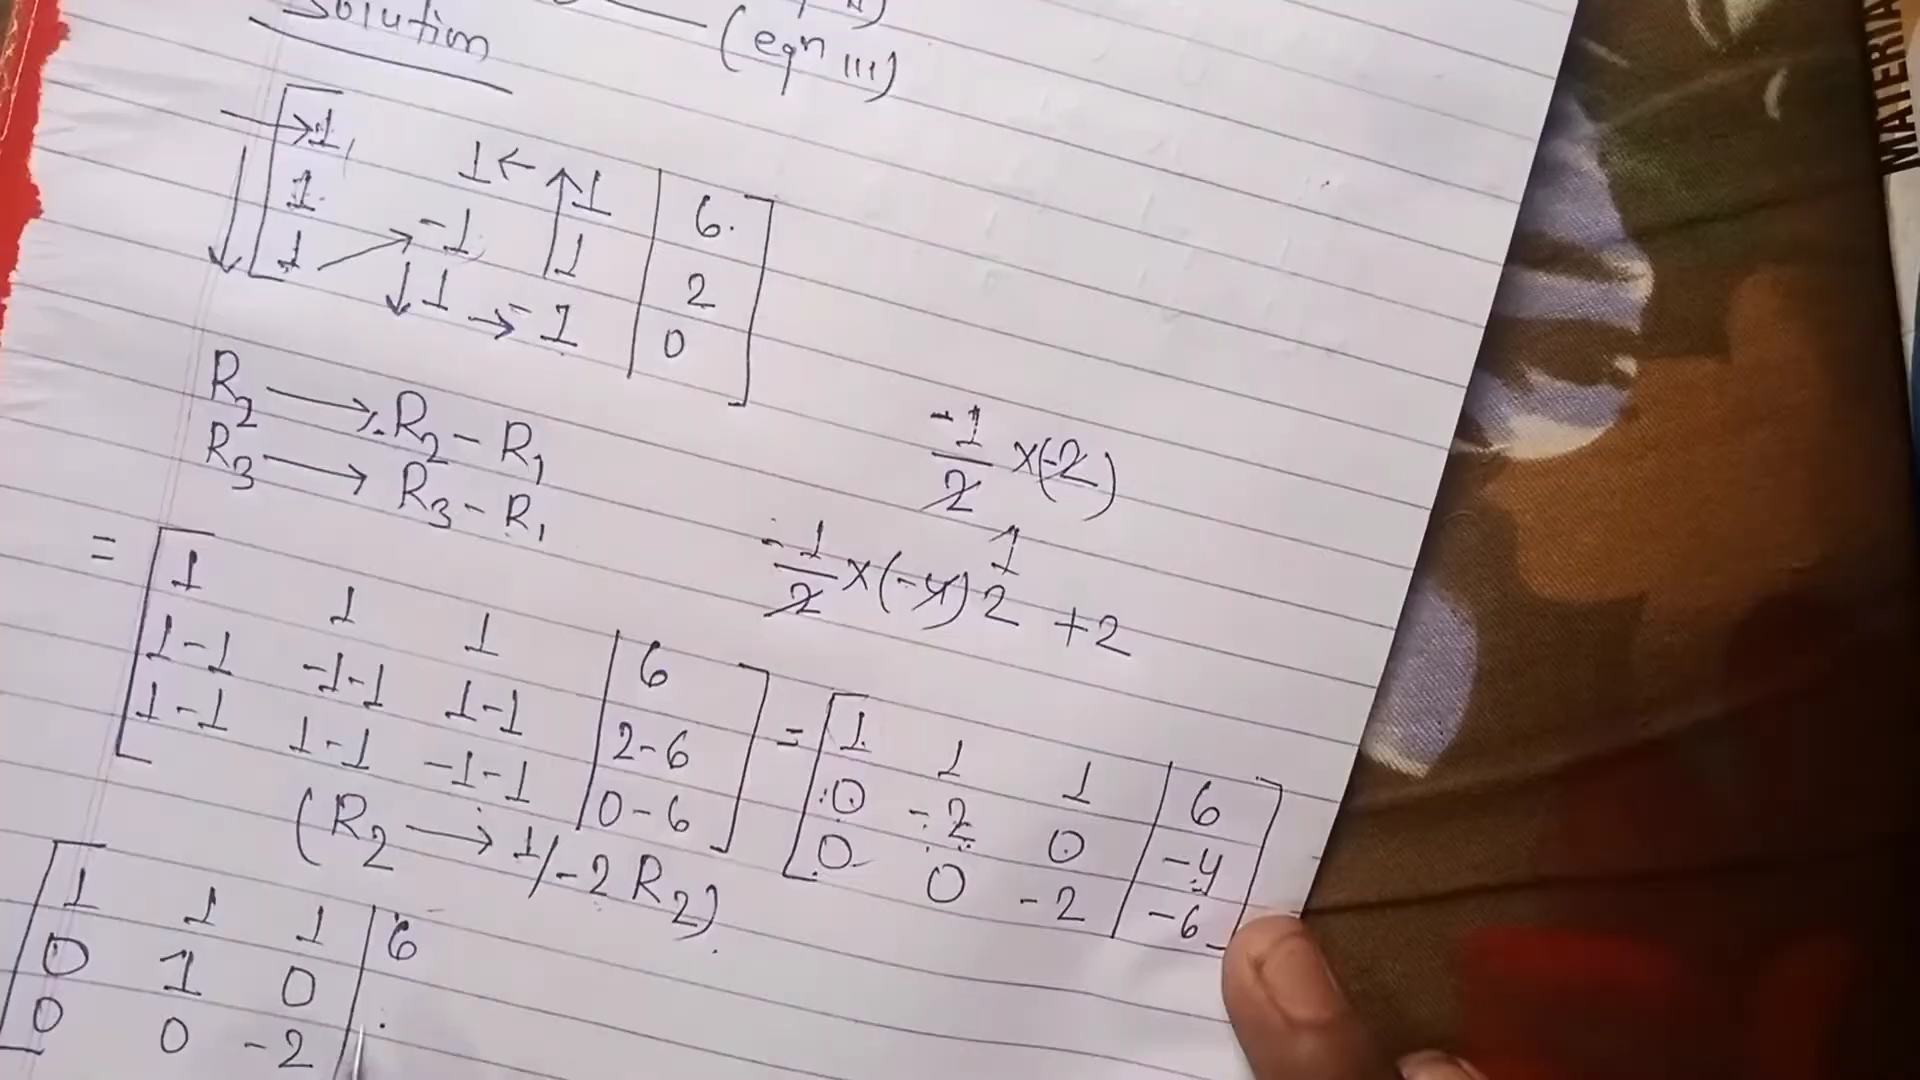 (eqn III)
Solution
[→1 1← ↑1 | 6
1 -1 1 | 2
1 ↓1 → -1 | 0]
R₂ → R₂ - R₁
R₃ → R₃ - R₁
-1/2 x(-2)
1
-1/2 x(-4) 2 +2
= [1 1 1 | 6
1-1 -1-1 1-1 | 2-6
1-1 1-1 -1-1 | 0-6]
= [1 1 1 | 6
0 -2 0 | -4
0 0 -2 | -6]
(R₂ → 1/-2 R₂).
[1 1 1 | 6
0 1 0 |
0 0 -2 |
MATERIA